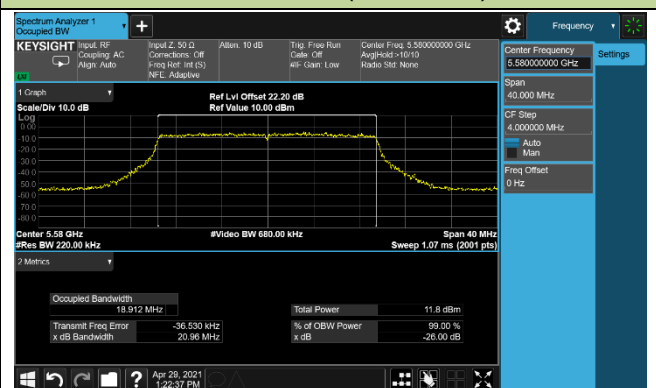 Spectrum Analyzer 1
Occupied BW
Frequency
KEYSIGHT
Input: RF
Coupling: AC
Align: Auto
Input Z: 50 Ω
Corrections: Off
Freq Ref: Int (S)
NFE: Adaptive
Atten: 10 dB
Trig: Free Run
Gate: Off
#IF Gain: Low
Center Freq: 5.580000000 GHz
Avg|Hold:>10/10
Radio Std: None
Center Frequency
5.580000000 GHz
Settings
Span
40.000 MHz
CF Step
4.000000 MHz
Auto
Man
Freq Offset
0 Hz
1 Graph
Scale/Div 10.0 dB
Ref Lvl Offset 22.20 dB
Ref Value 10.00 dBm
Log
0.00
-10.0
-20.0
-30.0
-40.0
-50.0
-60.0
-70.0
-80.0
Center 5.58 GHz
#Video BW 680.00 kHz
Span 40 MHz
#Res BW 220.00 kHz
Sweep 1.07 ms (2001 pts)
2 Metrics
Occupied Bandwidth
18.912 MHz
Total Power
11.8 dBm
Transmit Freq Error
-36.530 kHz
% of OBW Power
99.00 %
x dB Bandwidth
20.96 MHz
x dB
-26.00 dB
Apr 29, 2021
1:22:37 PM